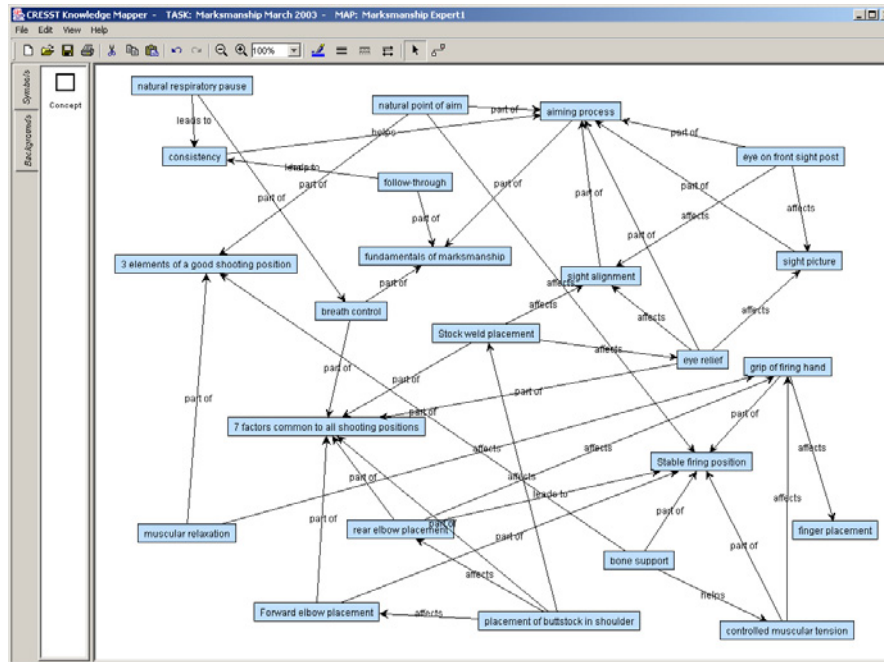 CRESST Knowledge Mapper - TASK: Marksmanship March 2003 - MAP: Marksmanship Expert1
File Edit View Help
100%
Symbols
Backgrounds
Concept
natural respiratory pause
natural point of aim
part of
aiming process
leads to
helps
part of
consistency
eye on front sight post
leads to
follow-through
part of
part of
part of
part of
part of
affects
part of
affects
part of
3 elements of a good shooting position
fundamentals of marksmanship
sight alignment
sight picture
affects
part of
breath control
affects
affects
affects
Stock weld placement
affects
eye relief
grip of firing hand
part of
part of
part of
part of
part of
7 factors common to all shooting positions
affects
affects
Stable firing position
affects
part of
affects
leads to
part of
part of
part of
muscular relaxation
rear elbow placement
part of
part of
finger placement
bone support
affects
helps
Forward elbow placement
affects
placement of buttstock in shoulder
controlled muscular tension